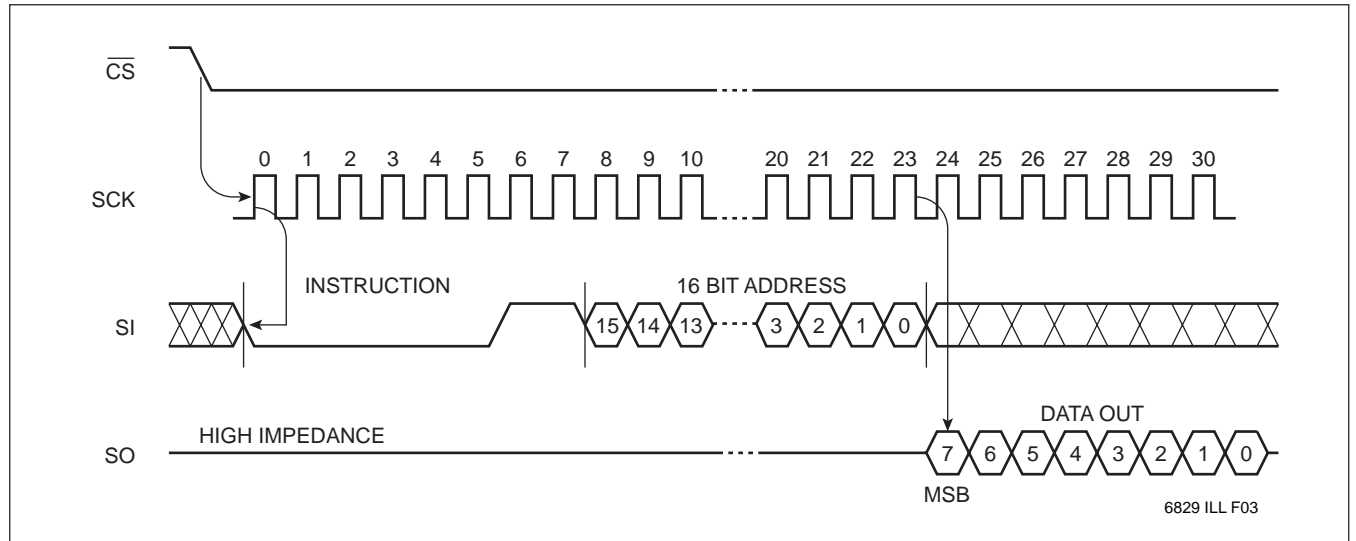 CS
0 1 2 3 4 5 6 7 8 9 10 20 21 22 23 24 25 26 27 28 29 30
SCK
INSTRUCTION 16 BIT ADDRESS
SI 15 14 13 3 2 1 0
DATA OUT
HIGH IMPEDANCE
SO 7 6 5 4 3 2 1 0
MSB
6829 ILL F03